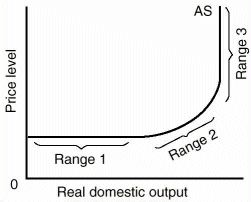 AS
Price level
Range 3
Range 1
Range 2
0
Real domestic output